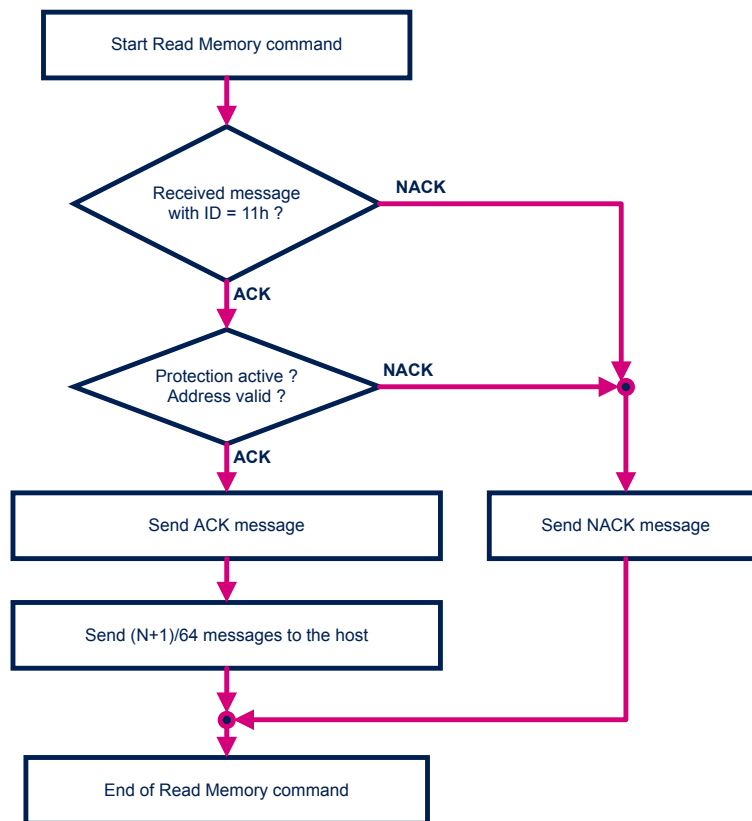 Start Read Memory command
Received message
with ID = 11h ?
NACK
ACK
Protection active ?
Address valid ?
NACK
ACK
Send ACK message
Send NACK message
Send (N+1)/64 messages to the host
End of Read Memory command